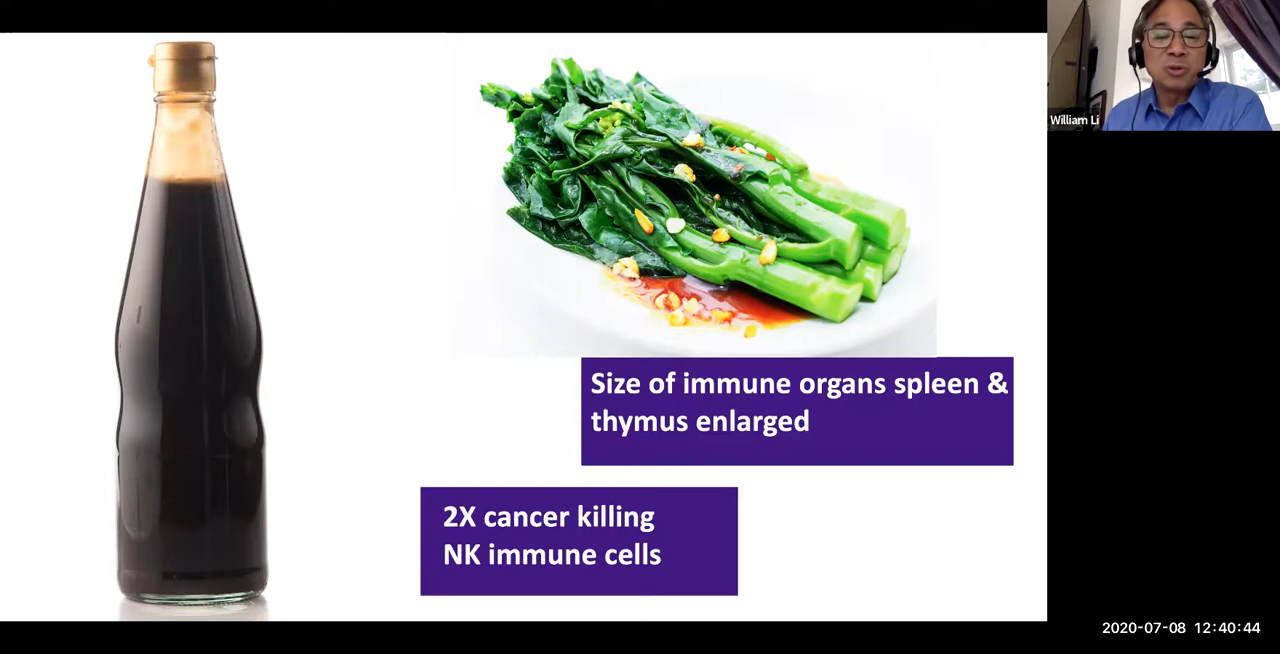 William Li
Size of immune organs spleen &
thymus enlarged
2X cancer killing
NK immune cells
2020-07-08 12:40:44